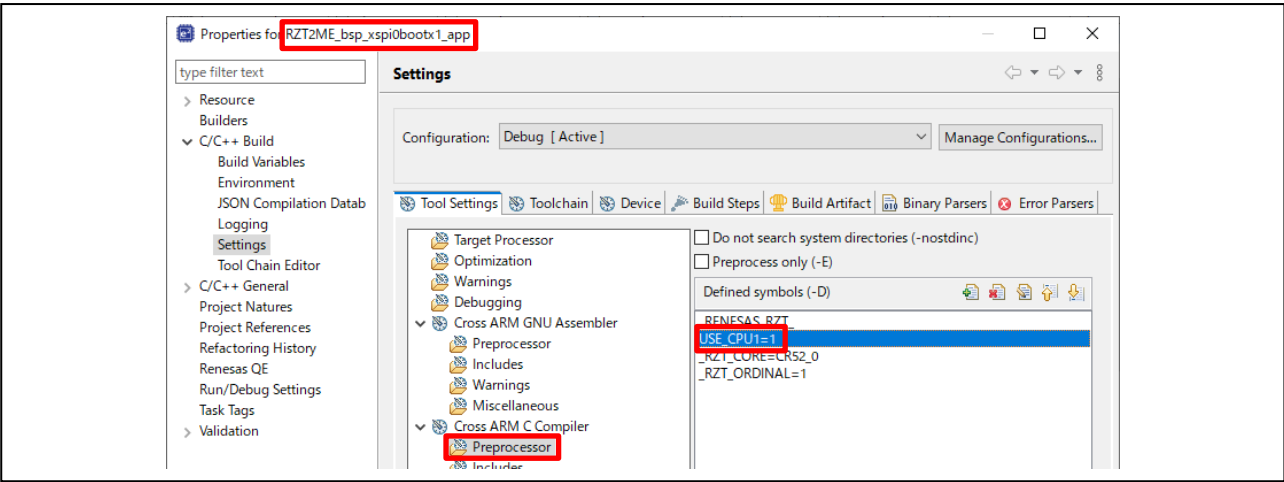 Properties for RZT2ME_bsp_xspi0bootx1_app
type filter text
Settings
Resource
Builders
C/C++ Build
Build Variables
Environment
JSON Compilation Datab
Logging
Settings
Tool Chain Editor
C/C++ General
Project Natures
Project References
Refactoring History
Renesas QE
Run/Debug Settings
Task Tags
Validation
Configuration: Debug [ Active ]
Manage Configurations...
Tool Settings Toolchain Device Build Steps Build Artifact Binary Parsers Error Parsers
Target Processor
Optimization
Warnings
Debugging
Cross ARM GNU Assembler
Preprocessor
Includes
Warnings
Miscellaneous
Cross ARM C Compiler
Preprocessor
Includes
Do not search system directories (-nostdinc)
Preprocess only (-E)
Defined symbols (-D)
_RENESAS_RZT_
USE_CPU1=1
_RZT_CORE=CR52_0
_RZT_ORDINAL=1